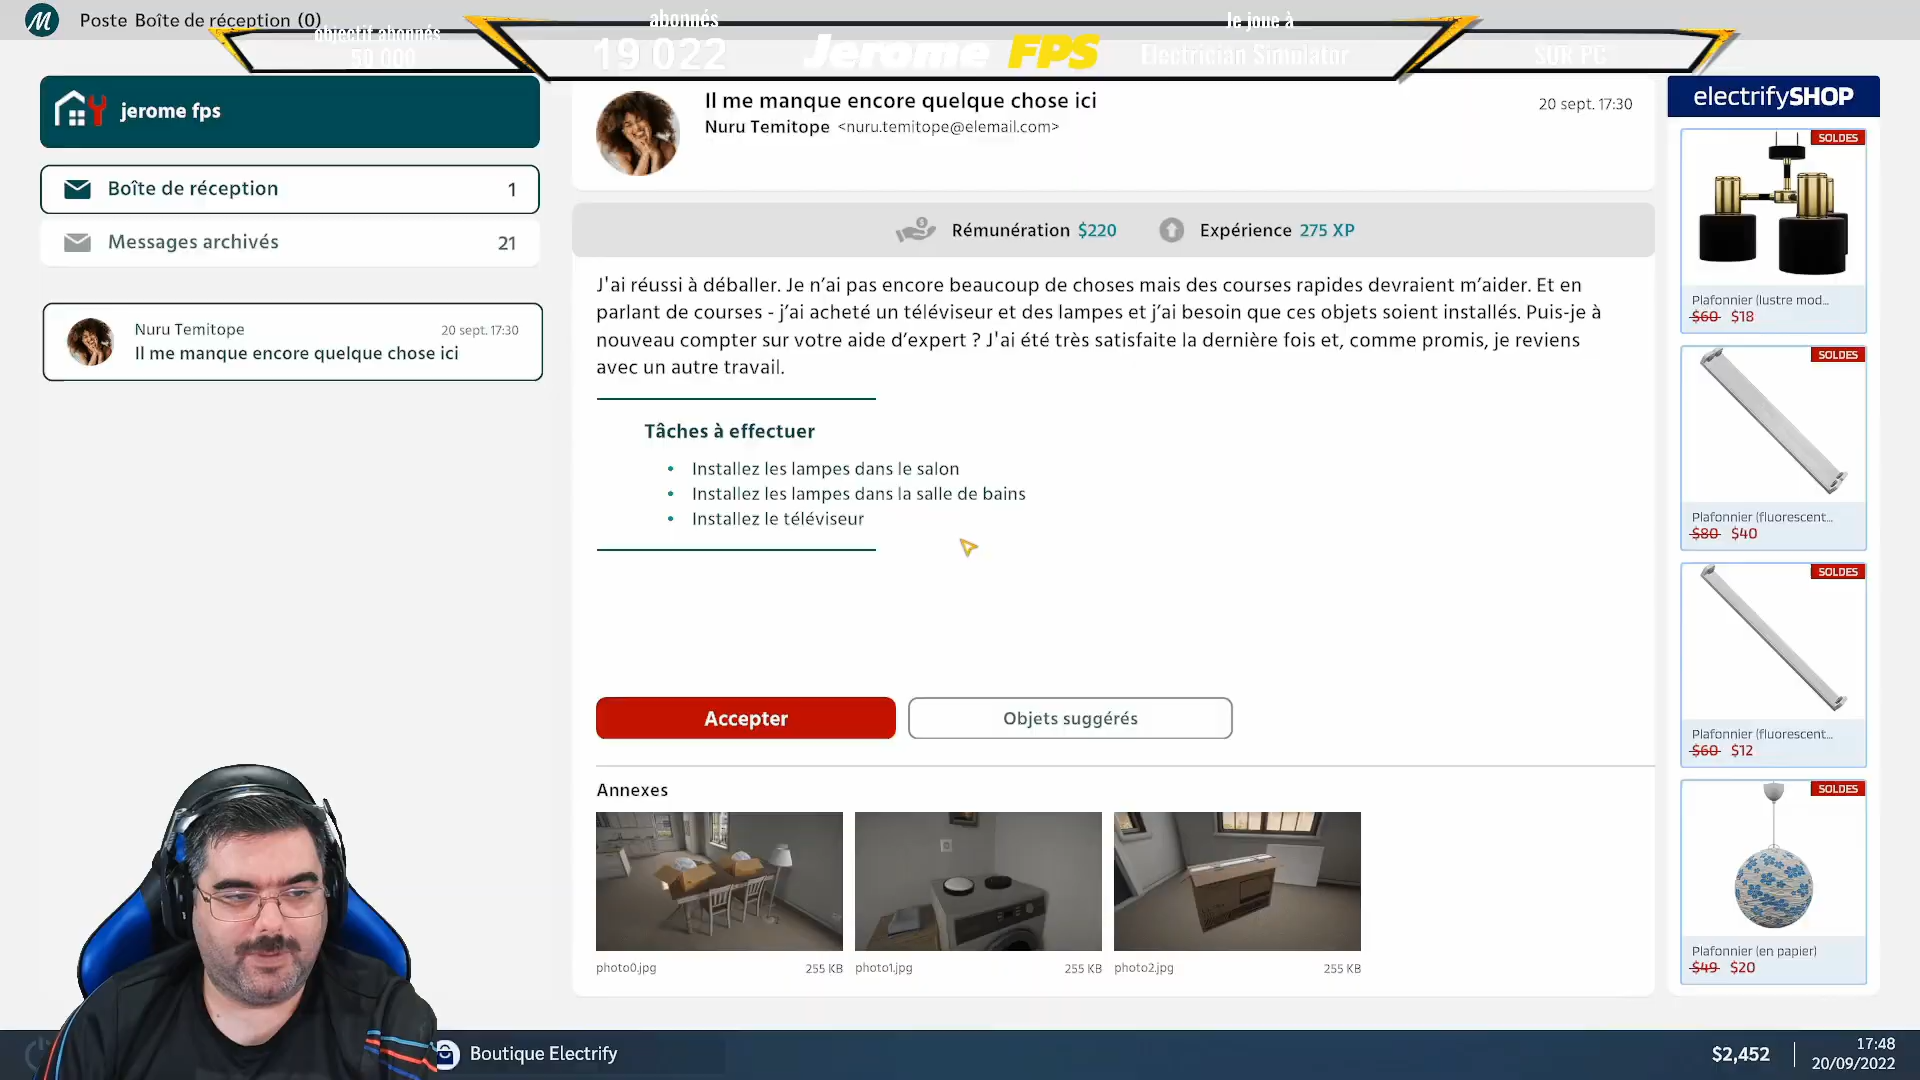 Poste Boîte de réception (0)
objectif abonnés
50 000
abonnés
19 022
Jerome FPS
Je joue à
Electrician Simulator
SUR PC
jerome fps
Boîte de réception 1
Messages archivés 21
Nuru Temitope 20 sept. 17:30
Il me manque encore quelque chose ici
Il me manque encore quelque chose ici
20 sept. 17:30
Nuru Temitope <nuru.temitope@elemail.com>
Rémunération $220 Expérience 275 XP
J'ai réussi à déballer. Je n’ai pas encore beaucoup de choses mais des courses rapides devraient m’aider. Et en
parlant de courses - j’ai acheté un téléviseur et des lampes et j’ai besoin que ces objets soient installés. Puis-je à
nouveau compter sur votre aide d’expert ? J'ai été très satisfaite la dernière fois et, comme promis, je reviens
avec un autre travail.
Tâches à effectuer
• Installez les lampes dans le salon
• Installez les lampes dans la salle de bains
• Installez le téléviseur
Accepter
Objets suggérés
Annexes
photo0.jpg 255 KB
photo1.jpg 255 KB
photo2.jpg 255 KB
electrifySHOP
SOLDES
Plafonnier (lustre mod...
$60 $18
SOLDES
Plafonnier (fluorescent...
$80 $40
SOLDES
Plafonnier (fluorescent...
$60 $12
SOLDES
Plafonnier (en papier)
$49 $20
Boutique Electrify
$2,452
17:48
20/09/2022